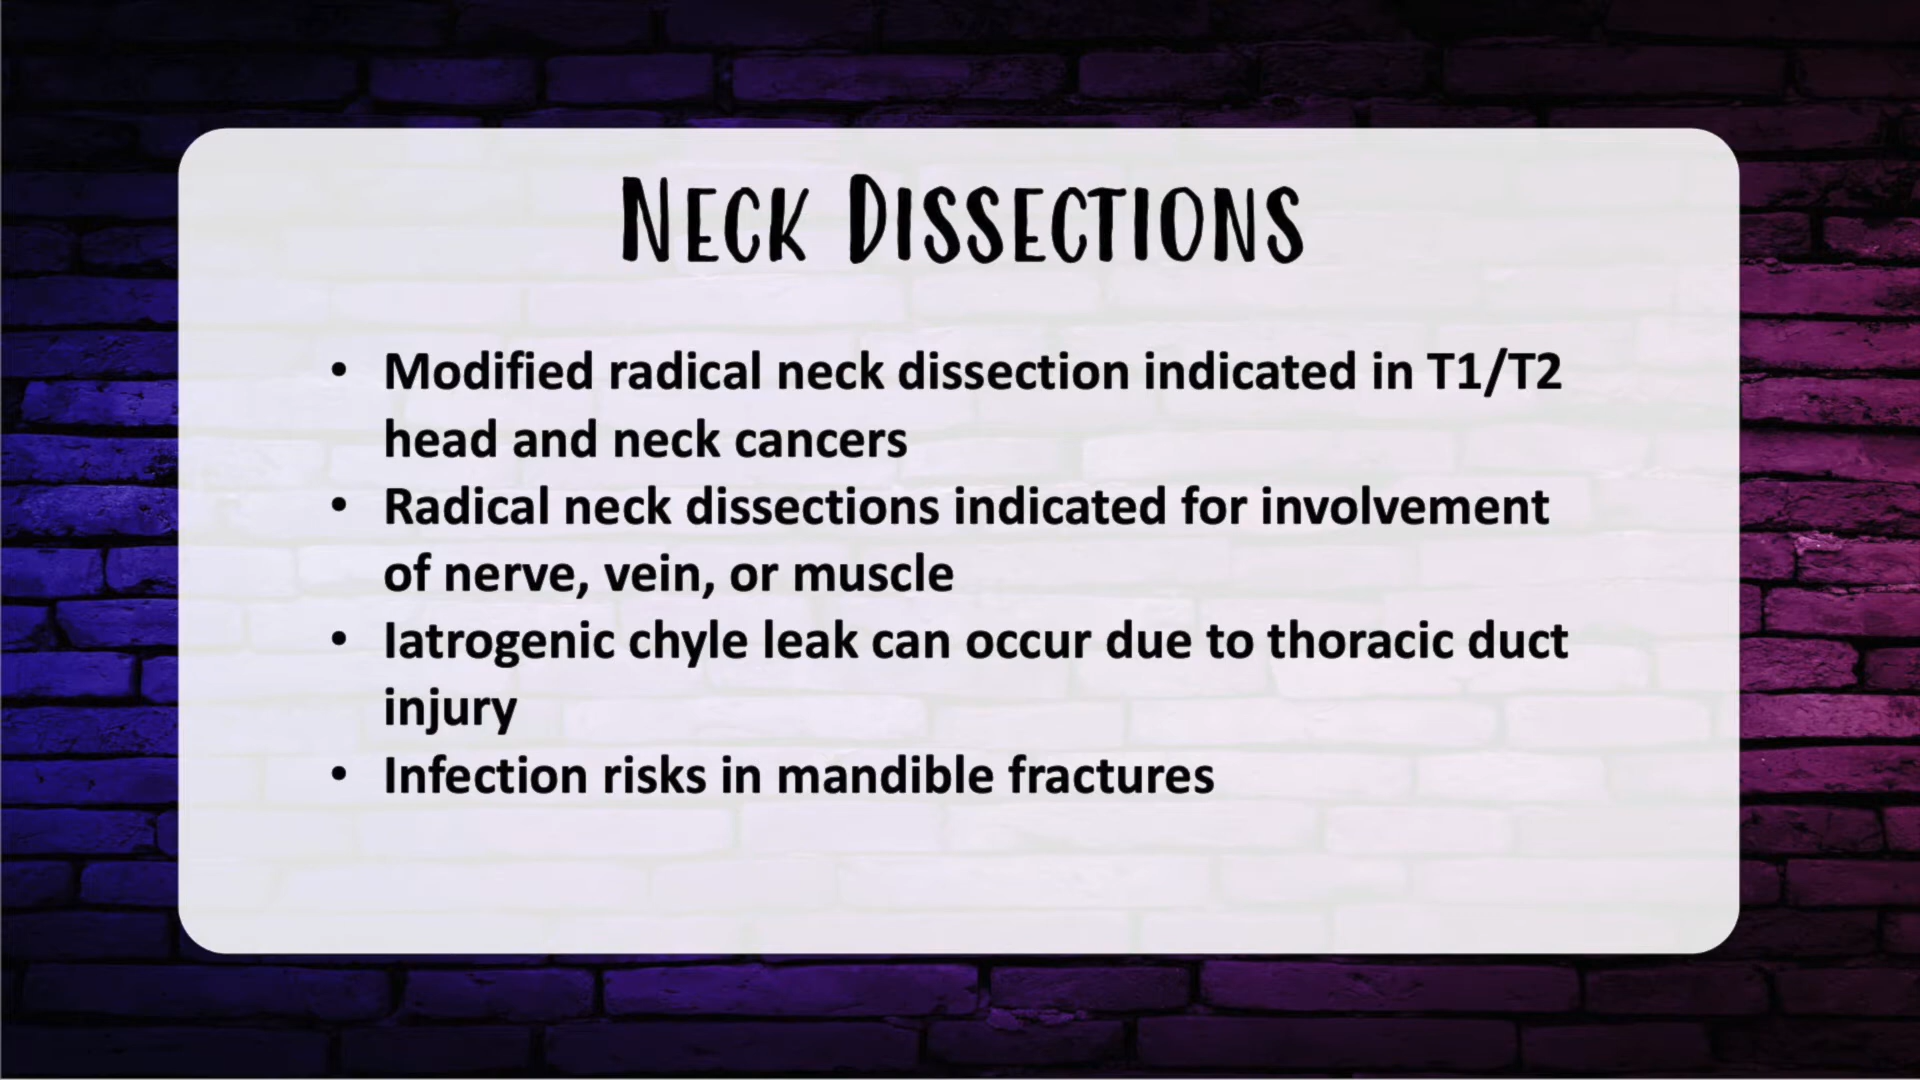 Neck Dissections
• Modified radical neck dissection indicated in T1/T2
head and neck cancers
• Radical neck dissections indicated for involvement
of nerve, vein, or muscle
• Iatrogenic chyle leak can occur due to thoracic duct
injury
• Infection risks in mandible fractures